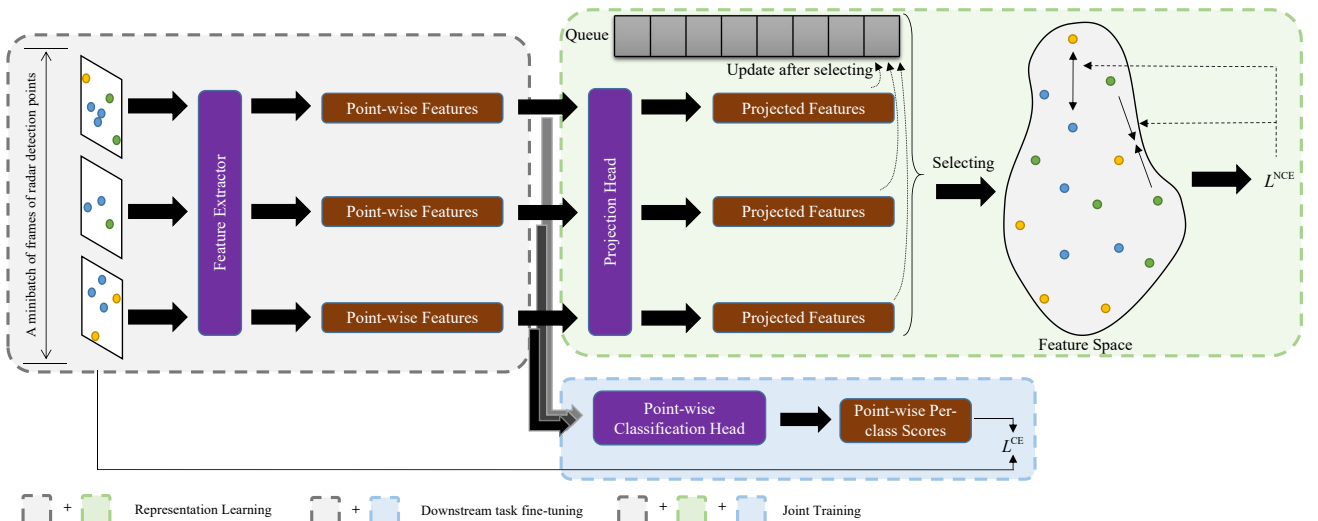 Queue
Update after selecting
A minibatch of frames of radar detection points
Feature Extractor
Point-wise Features
Point-wise Features
Point-wise Features
Projection Head
Projected Features
Projected Features
Projected Features
Selecting
Feature Space
L^NCE
Point-wise
Classification Head
Point-wise Per-
class Scores
L^CE
+ Representation Learning
+ Downstream task fine-tuning
+ + Joint Training